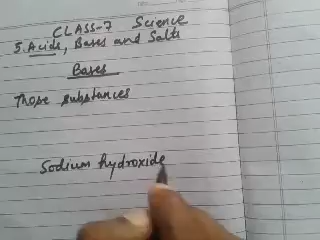 CLASS-7 Science
5. Acids, Bases and Salts
Bases
Those substances
Sodium hydroxide